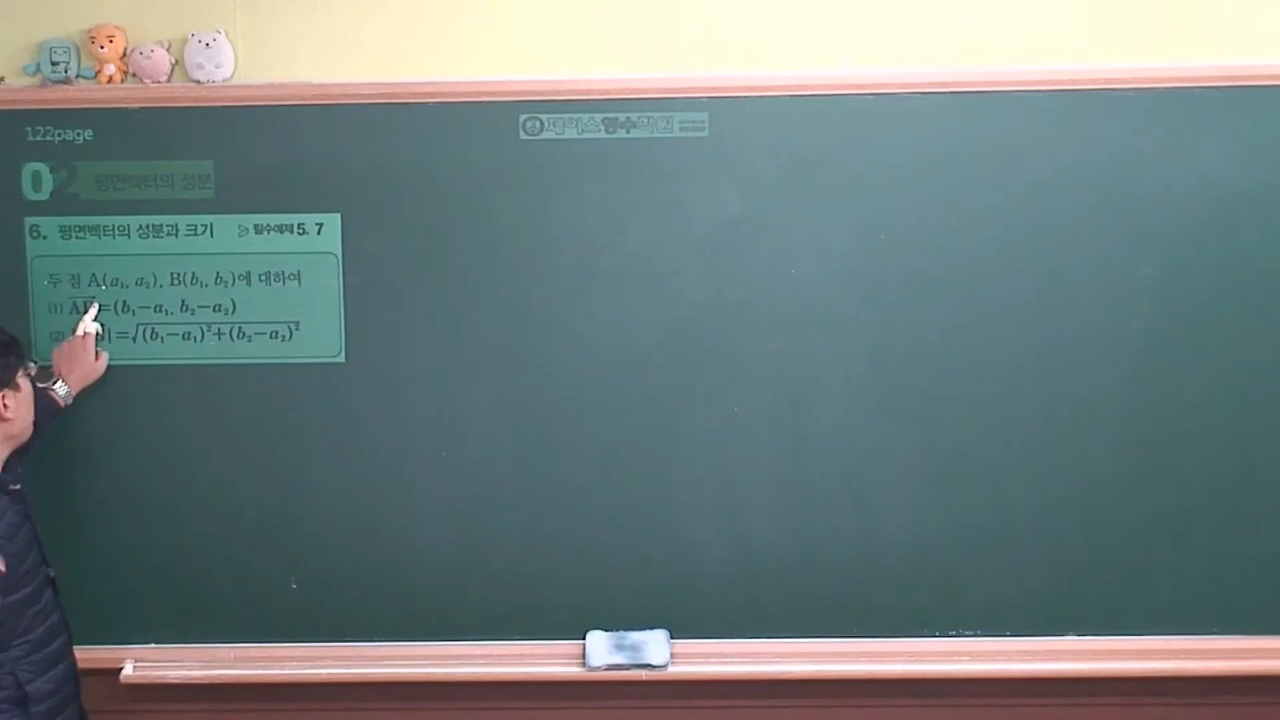 122page
제이스영수학원
02 평면벡터의 성분
6. 평면벡터의 성분과 크기 ▷ 필수예제 5. 7
두 점 A(a₁, a₂), B(b₁, b₂)에 대하여
(1) AB=(b₁−a₁, b₂−a₂)
(2) |=√(b₁−a₁)²+(b₂−a₂)²